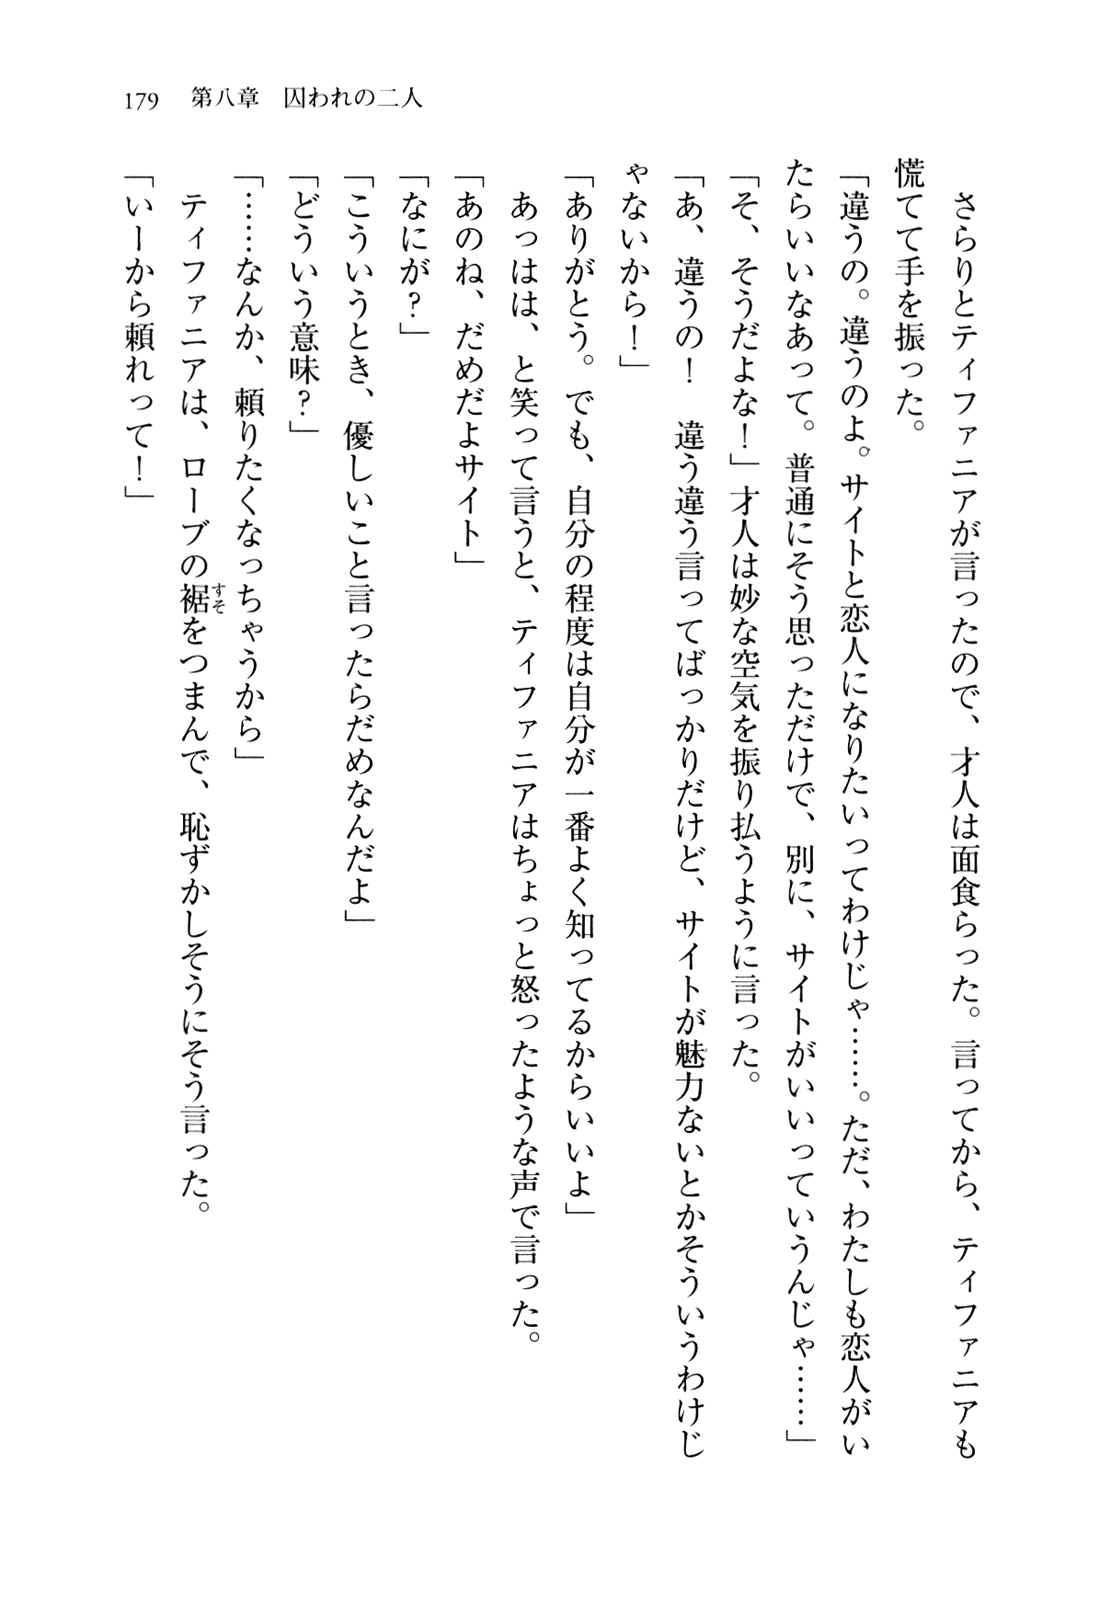 179　第八章　囚われの二人
　さらりとティファニアが言ったので、才人は面食らった。言ってから、ティファニアも
慌てて手を振った。
「違うの。違うのよ。サイトと恋人になりたいってわけじゃ……。ただ、わたしも恋人がい
たらいいなあって。普通にそう思っただけで、別に、サイトがいいっていうんじゃ……」
「そ、そうだよな！」才人は妙な空気を振り払うように言った。
「あ、違うの！　違う違う言ってばっかりだけど、サイトが魅力ないとかそういうわけじ
ゃないから！」
「ありがとう。でも、自分の程度は自分が一番よく知ってるからいいよ」
　あっはは、と笑って言うと、ティファニアはちょっと怒ったような声で言った。
「あのね、だめだよサイト」
「なにが？」
「こういうとき、優しいこと言ったらだめなんだよ」
「どういう意味？」
「……なんか、頼りたくなっちゃうから」
　ティファニアは、ローブの裾すそをつまんで、恥ずかしそうにそう言った。
「いーから頼れって！」